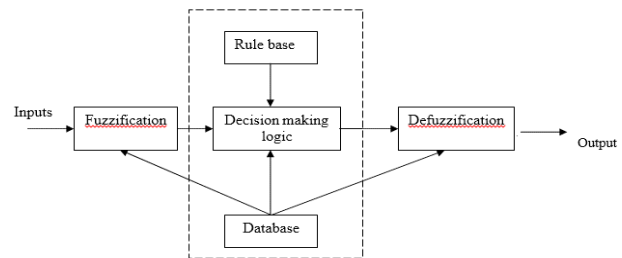 Rule base
Inputs
Fuzzification
Decision making
logic
Defuzzification
Output
Database